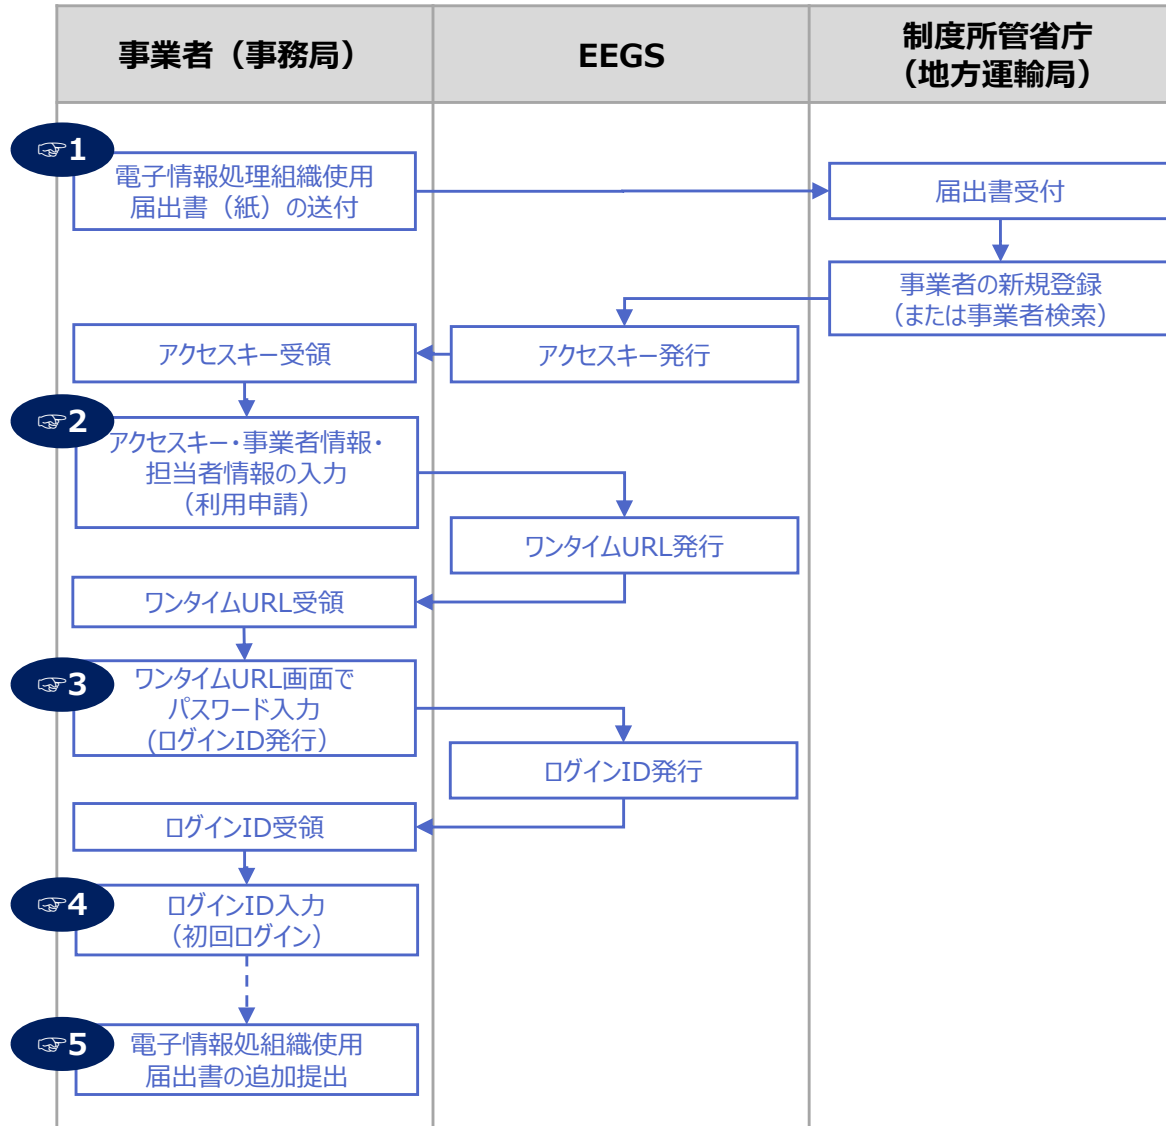 事業者（事務局）
EEGS
制度所管省庁
（地方運輸局）
☞1
電子情報処理組織使用
届出書（紙）の送付
届出書受付
事業者の新規登録
（または事業者検索）
アクセスキー発行
アクセスキー受領
☞2
アクセスキー・事業者情報・
担当者情報の入力
（利用申請）
ワンタイムURL発行
ワンタイムURL受領
☞3
ワンタイムURL画面で
パスワード入力
(ログインID発行）
ログインID発行
ログインID受領
☞4
ログインID入力
（初回ログイン）
☞5
電子情報処組織使用
届出書の追加提出